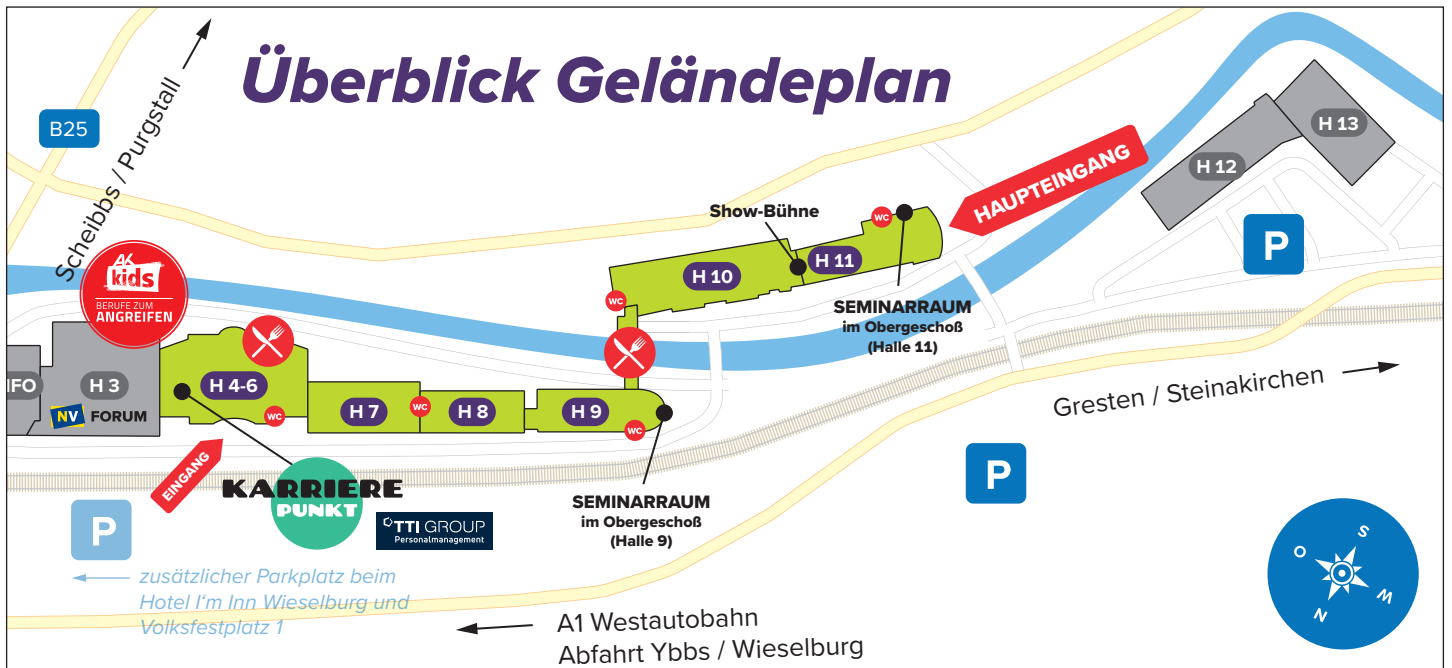 Überblick Geländeplan
B25
Scheibbs / Purgstall
AK
kids
BERUFE ZUM
ANGREIFEN
HAUPTEINGANG
H 13
H 12
P
Show-Bühne
WC
H 11
H 10
WC
SEMINARRAUM
im Obergeschoß
(Halle 11)
NFO
H 3
NV FORUM
H 4-6
WC
H 7
WC
H 8
H 9
WC
Gresten / Steinakirchen
EINGANG
KARRIERE
PUNKT
TTI GROUP
Personalmanagement
SEMINARRAUM
im Obergeschoß
(Halle 9)
P
P
zusätzlicher Parkplatz beim
Hotel I'm Inn Wieselburg und
Volksfestplatz 1
A1 Westautobahn
Abfahrt Ybbs / Wieselburg
S
O
W
N